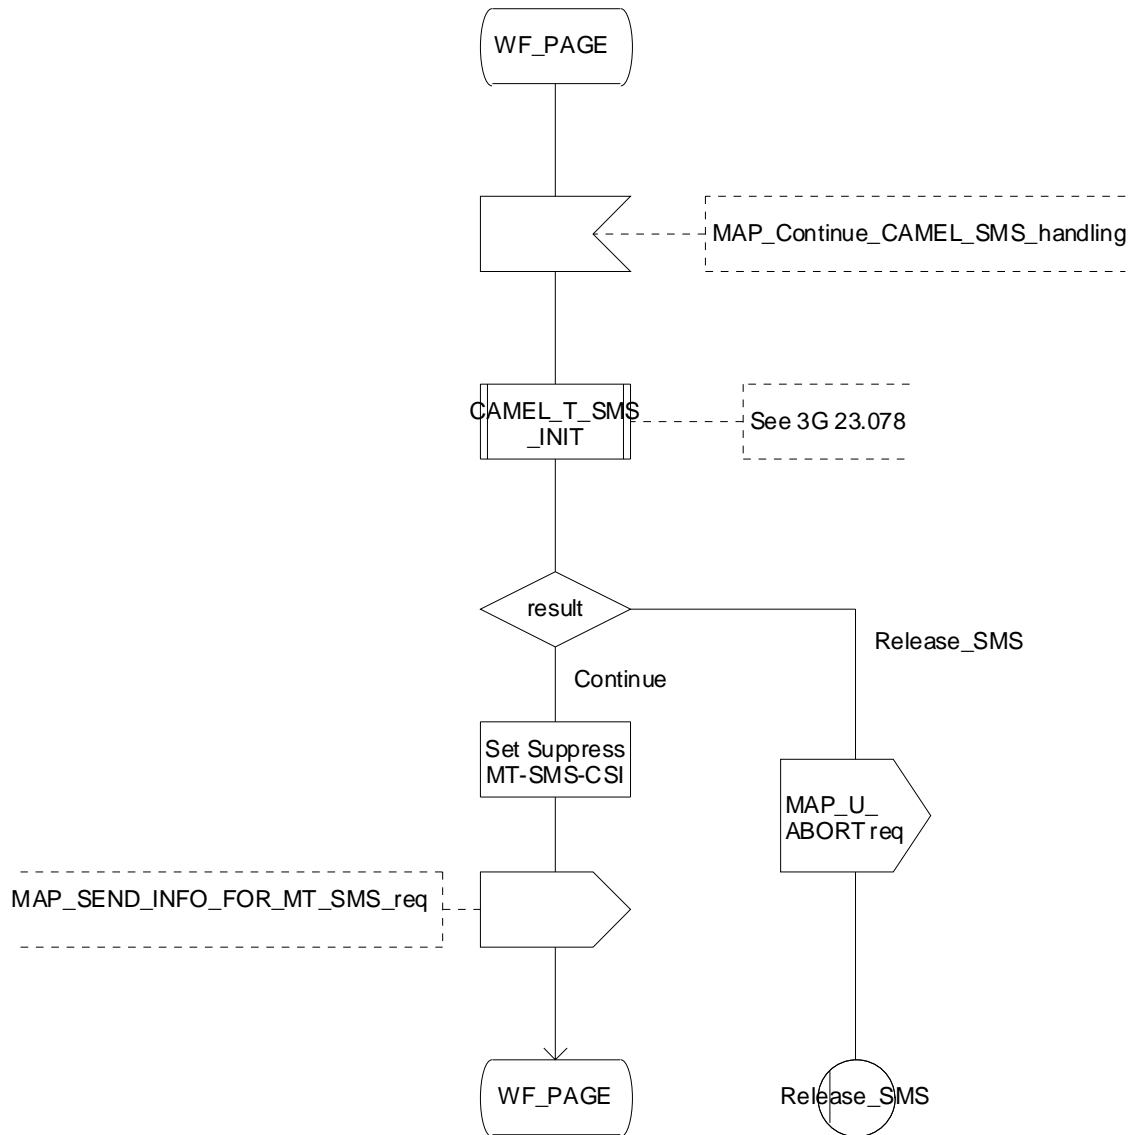 WF_PAGE
MAP_Continue_CAMEL_SMS_handling
CAMEL_T_SMS
_INIT
See 3G 23.078
result
Release_SMS
Continue
Set Suppress
MT-SMS-CSI
MAP_U_
ABORT req
MAP_SEND_INFO_FOR_MT_SMS_req
WF_PAGE
Release_SMS